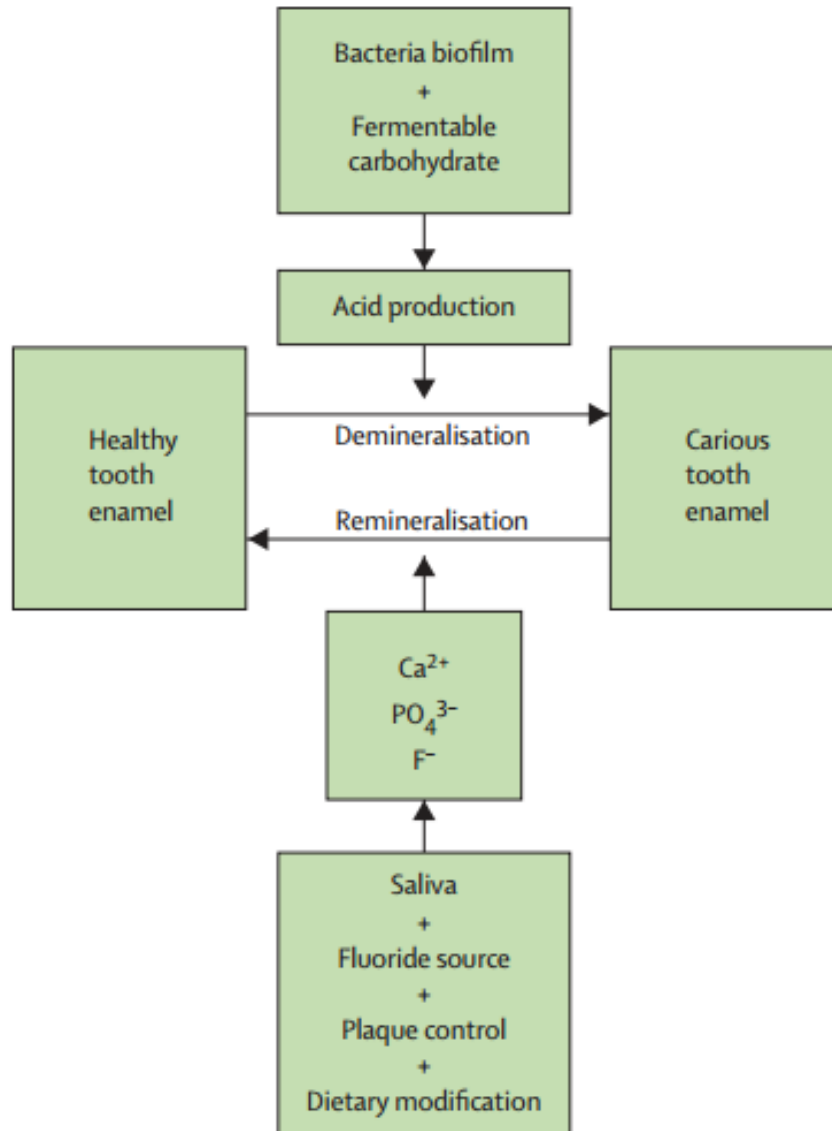 Bacteria biofilm
+
Fermentable
carbohydrate
Acid production
Healthy
tooth
enamel
Demineralisation
Remineralisation
Carious
tooth
enamel
Ca²⁺
PO₄³⁻
F⁻
Saliva
+
Fluoride source
+
Plaque control
+
Dietary modification